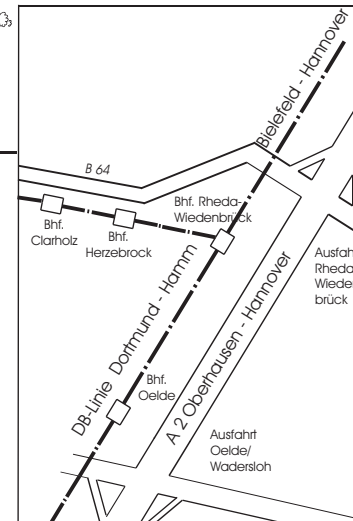 Bielefeld - Hannover
B 64
Bhf. Rheda-
Wiedenbrück
Bhf.
Clarholz
Bhf.
Herzebrock
DB-Linie Dortmund - Hamm
A 2 Oberhausen - Hannover
Ausfah
Rheda
Wieden
brück
Bhf.
Oelde
Ausfahrt
Oelde/
Wadersloh